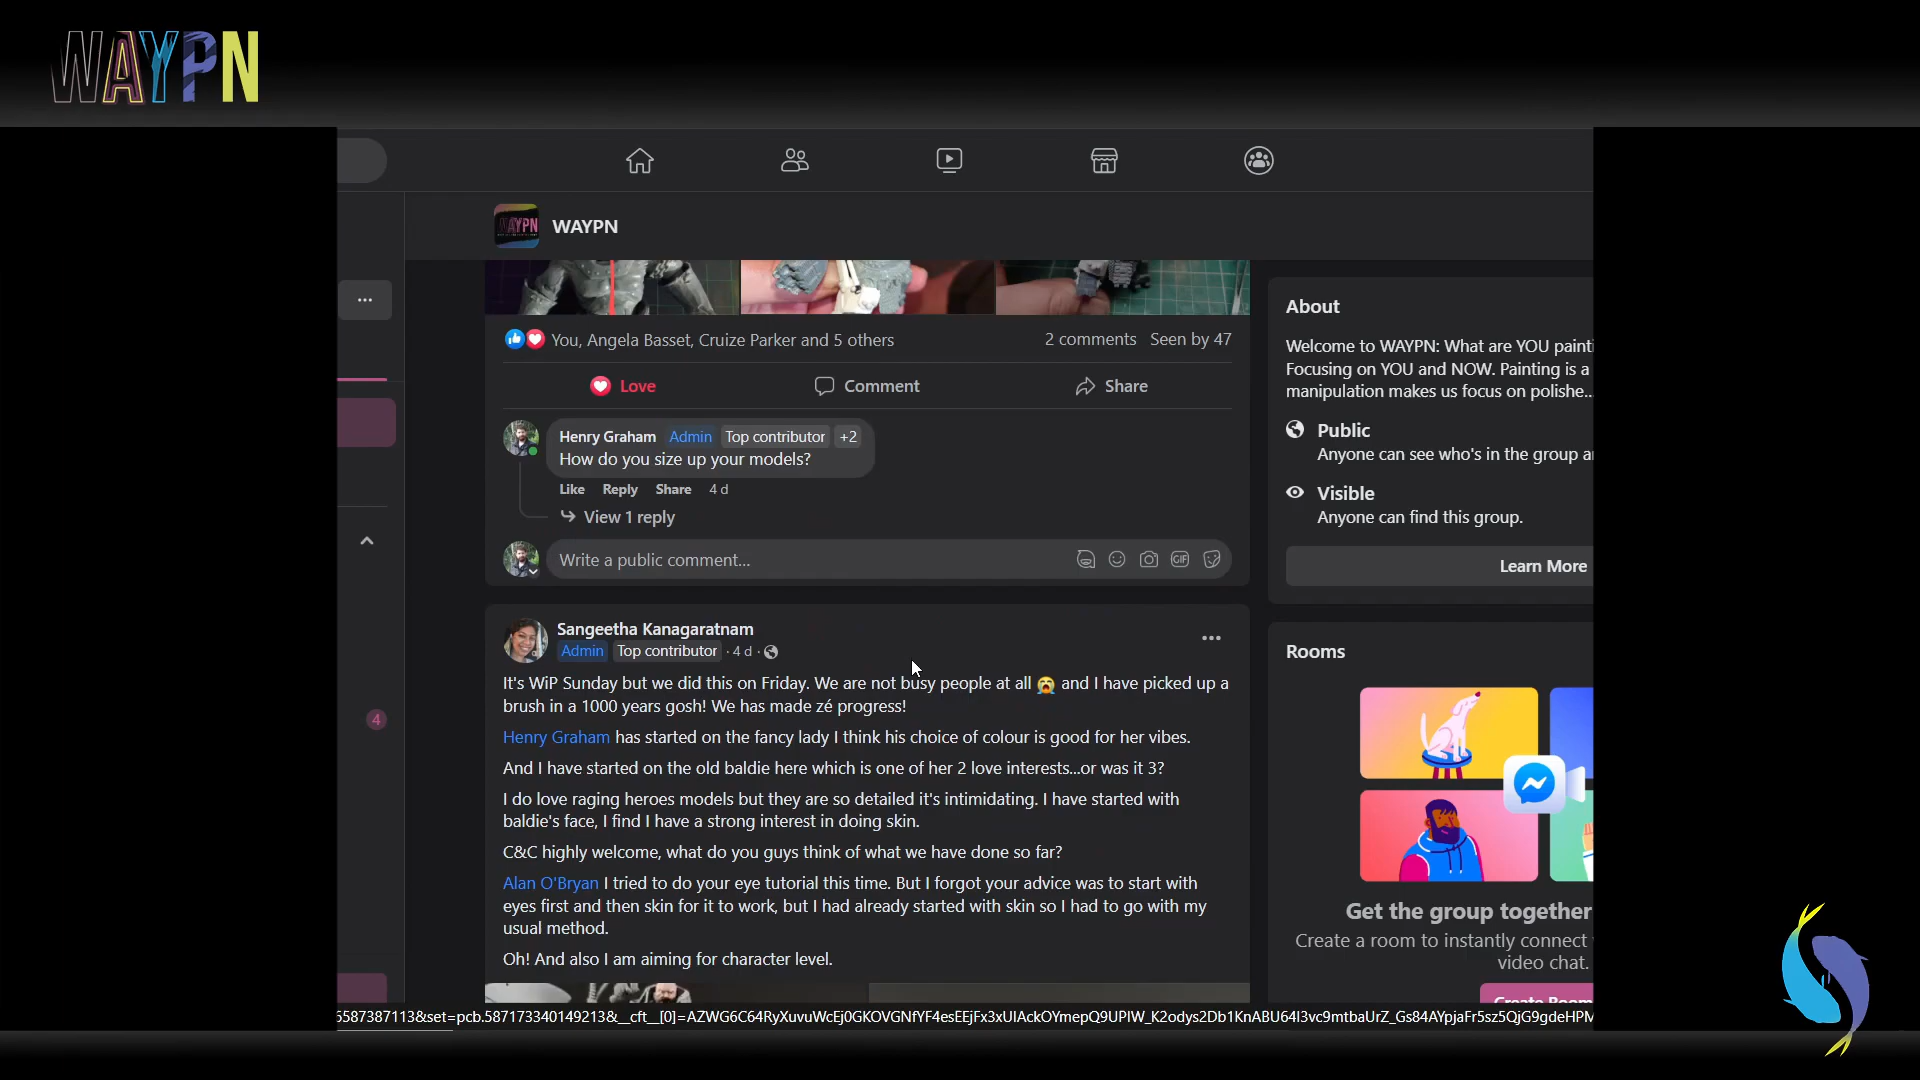 WAYPN
WAYPN
WAYPN
You, Angela Basset, Cruize Parker and 5 others
2 comments Seen by 47
Love
Comment
Share
Henry Graham Admin Top contributor +2
How do you size up your models?
Like Reply Share 4 d
View 1 reply
Write a public comment...
GIF
Sangeetha Kanagaratnam
Admin Top contributor · 4 d ·
It's WiP Sunday but we did this on Friday. We are not busy people at all 😭 and I have picked up a
brush in a 1000 years gosh! We has made zé progress!
Henry Graham has started on the fancy lady I think his choice of colour is good for her vibes.
And I have started on the old baldie here which is one of her 2 love interests...or was it 3?
I do love raging heroes models but they are so detailed it's intimidating. I have started with
baldie's face, I find I have a strong interest in doing skin.
C&C highly welcome, what do you guys think of what we have done so far?
Alan O'Bryan I tried to do your eye tutorial this time. But I forgot your advice was to start with
eyes first and then skin for it to work, but I had already started with skin so I had to go with my
usual method.
Oh! And also I am aiming for character level.
4
About
Welcome to WAYPN: What are YOU painti
Focusing on YOU and NOW. Painting is a
manipulation makes us focus on polishe...
Public
Anyone can see who's in the group a
Visible
Anyone can find this group.
Learn More
Rooms
Get the group together
Create a room to instantly connect
video chat.
Create Room